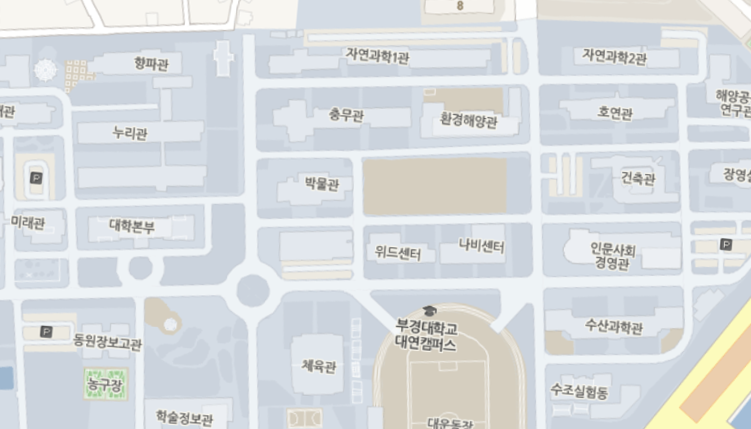 8
향파관
자연과학1관
자연과학2관
충무관
환경해양관
호연관
해양공
연구관
누리관
P
박물관
건축관
장영실
미래관
대학본부
위드센터
나비센터
인문사회
경영관
P
부경대학교
대연캠퍼스
수산과학관
P
동원장보고관
체육관
농구장
수조실험동
학술정보관
대운동장